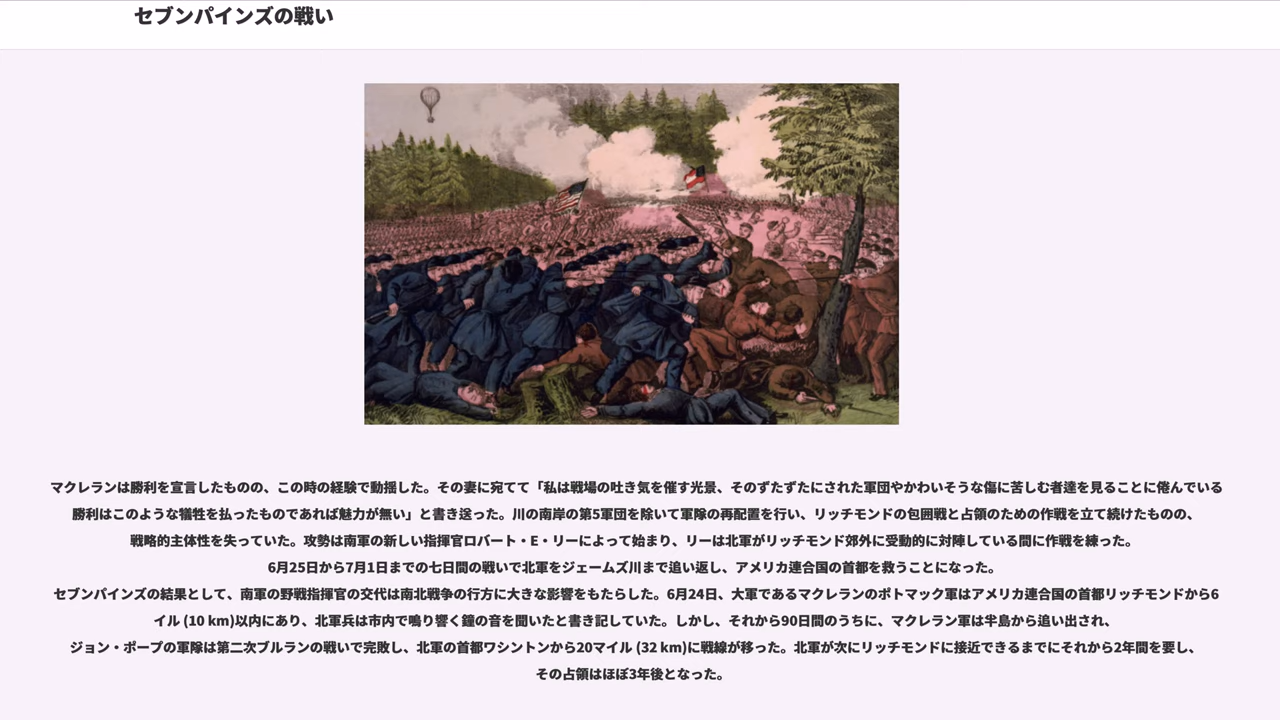 セブンパインズの戦い
マクレランは勝利を宣言したものの、この時の経験で動揺した。その妻に宛てて「私は戦場の吐き気を催す光景、そのずたずたにされた軍団やかわいそうな傷に苦しむ者達を見ることに倦んでいる
勝利はこのような犠牲を払ったものであれば魅力が無い」と書き送った。川の南岸の第5軍団を除いて軍隊の再配置を行い、リッチモンドの包囲戦と占領のための作戦を立て続けたものの、
戦略的主体性を失っていた。攻勢は南軍の新しい指揮官ロバート・E・リーによって始まり、リーは北軍がリッチモンド郊外に受動的に対陣している間に作戦を練った。
6月25日から7月1日までの七日間の戦いで北軍をジェームズ川まで追い返し、アメリカ連合国の首都を救うことになった。
セブンパインズの結果として、南軍の野戦指揮官の交代は南北戦争の行方に大きな影響をもたらした。6月24日、大軍であるマクレランのポトマック軍はアメリカ連合国の首都リッチモンドから6
イル (10 km)以内にあり、北軍兵は市内で鳴り響く鐘の音を聞いたと書き記していた。しかし、それから90日間のうちに、マクレラン軍は半島から追い出され、
ジョン・ポープの軍隊は第二次ブルランの戦いで完敗し、北軍の首都ワシントンから20マイル (32 km)に戦線が移った。北軍が次にリッチモンドに接近できるまでにそれから2年間を要し、
その占領はほぼ3年後となった。